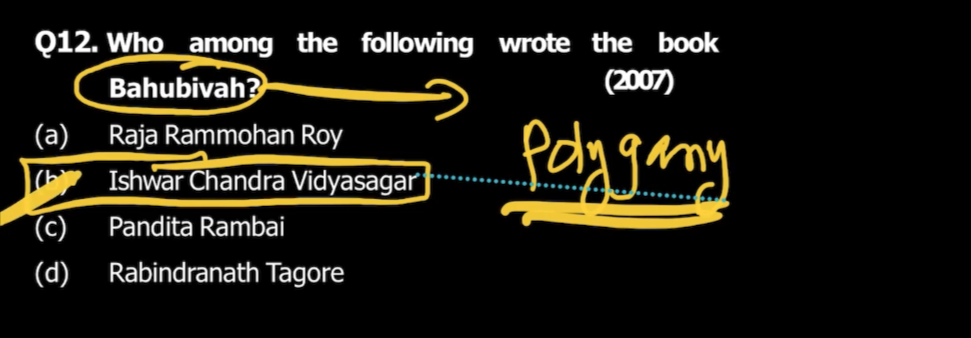 Q12. Who among the following wrote the book
Bahubivah? (2007)
(a) Raja Rammohan Roy
(b) Ishwar Chandra Vidyasagar
(c) Pandita Rambai
(d) Rabindranath Tagore
Polygamy